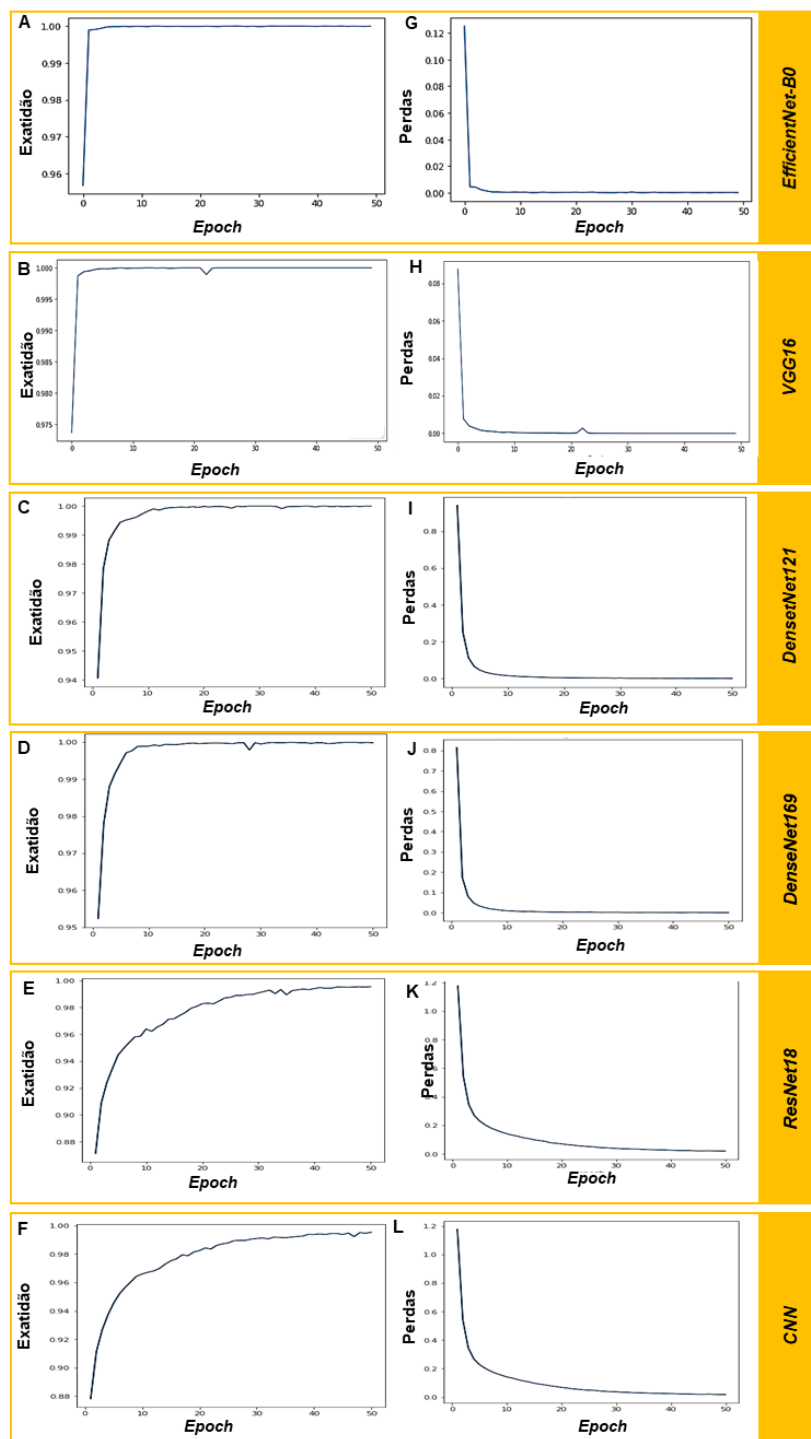 A
Exatidão
1.00
0.99
0.98
0.97
0.96
0 10 20 30 40 50
Epoch
G
Perdas
0.12
0.10
0.08
0.06
0.04
0.02
0.00
0 10 20 30 40 50
Epoch
EfficientNet-B0
B
Exatidão
1.000
0.995
0.990
0.985
0.980
0.975
0 10 20 30 40 50
Epoch
H
Perdas
0.08
0.06
0.04
0.02
0.00
0 10 20 30 40 50
Epoch
VGG16
C
Exatidão
1.00
0.99
0.98
0.97
0.96
0.95
0.94
0 10 20 30 40 50
Epoch
I
Perdas
0.8
0.6
0.4
0.2
0.0
0 10 20 30 40 50
Epoch
DensetNet121
D
Exatidão
1.00
0.99
0.98
0.97
0.96
0.95
0 10 20 30 40 50
Epoch
J
Perdas
0.8
0.7
0.6
0.5
0.4
0.3
0.2
0.1
0.0
0 10 20 30 40 50
Epoch
DenseNet169
E
Exatidão
1.00
0.98
0.96
0.94
0.92
0.90
0.88
0 10 20 30 40 50
Epoch
K
Perdas
1.2
1.0
0.8
0.6
0.4
0.2
0.0
0 10 20 30 40 50
Epoch
ResNet18
F
Exatidão
1.00
0.98
0.96
0.94
0.92
0.90
0.88
0 10 20 30 40 50
Epoch
L
Perdas
1.2
1.0
0.8
0.6
0.4
0.2
0.0
0 10 20 30 40 50
Epoch
CNN